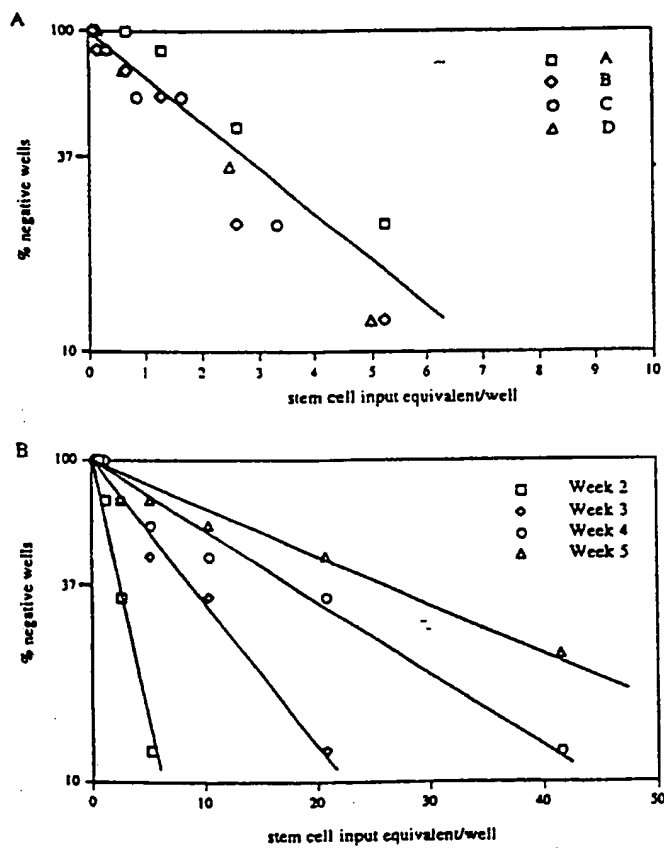 A
100
37
10
% negative wells
A
B
C
D
0 1 2 3 4 5 6 7 8 9 10
stem cell input equivalent/well
B
100
37
10
% negative wells
Week 2
Week 3
Week 4
Week 5
0 10 20 30 40 50
stem cell input equivalent/well